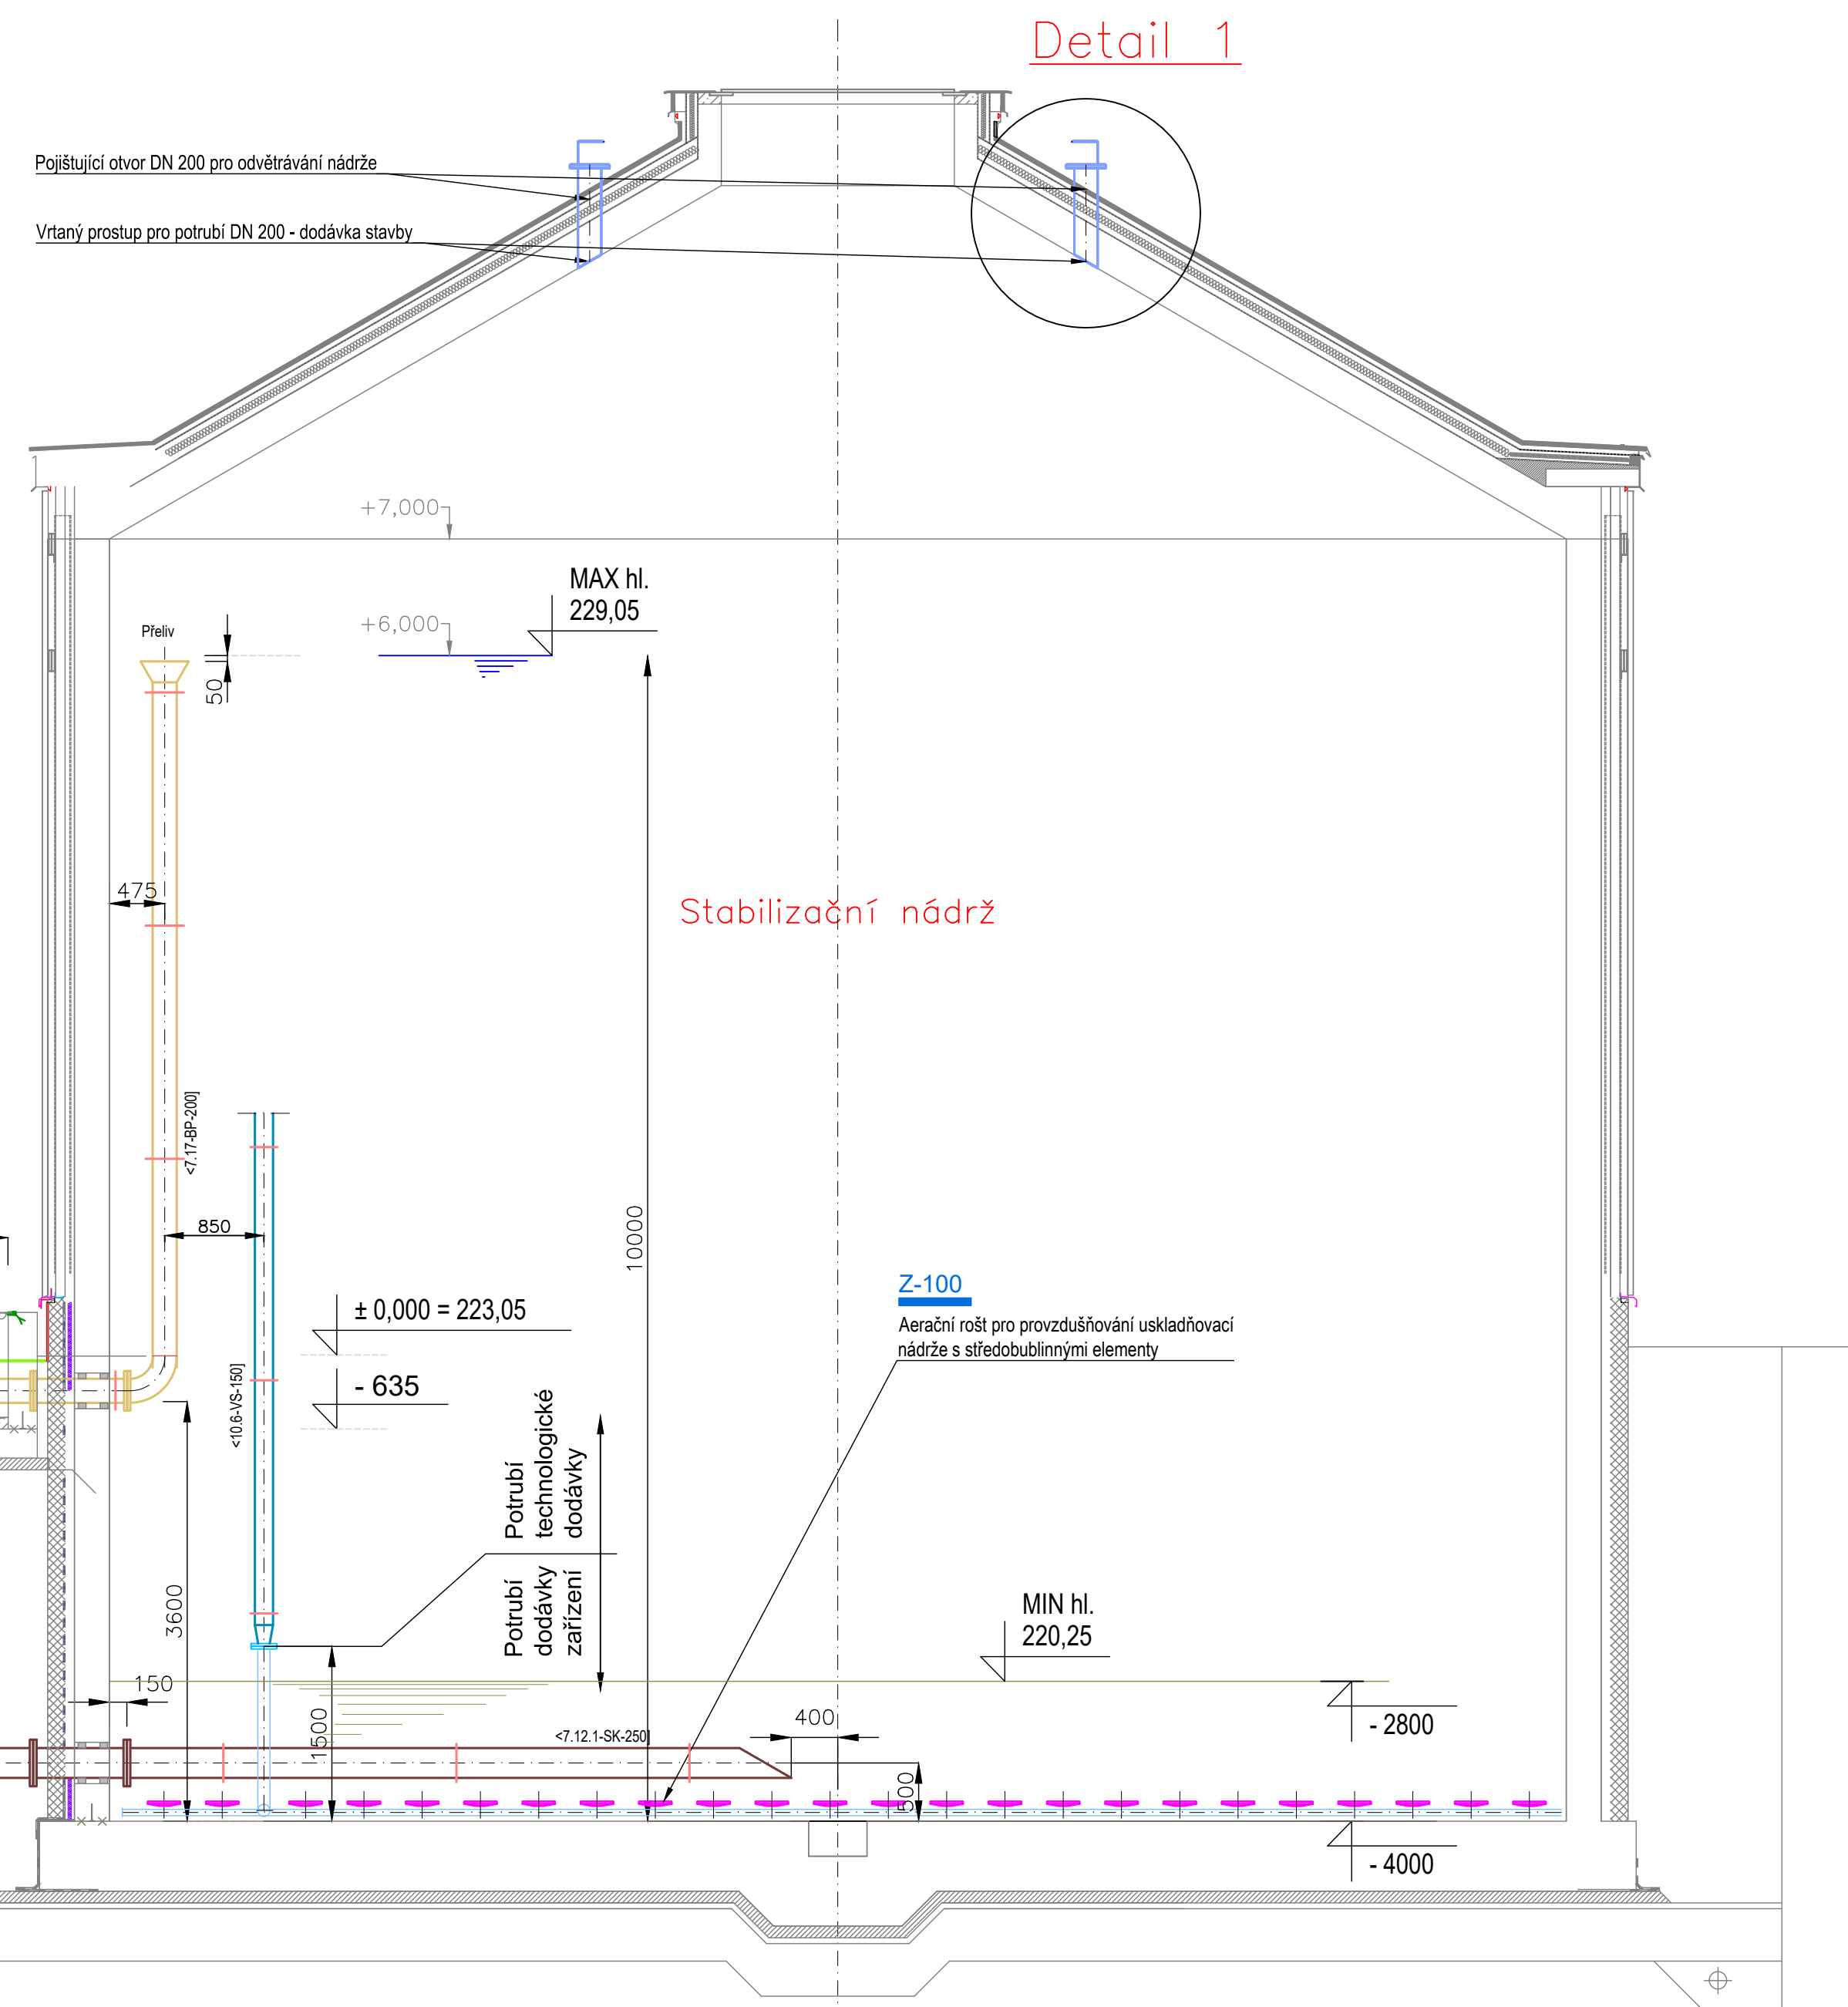 Detail 1
Pojištující otvor DN 200 pro odvětrávání nádrže
Vrtaný prostup pro potrubí DN 200 - dodávka stavby
+7,000
MAX hl.
229,05
+6,000
Přeliv
50
475
Stabilizační nádrž
<7.17-BP-200]
850
10000
Z-100
Aerační rošt pro provzdušňování uskladňovací
nádrže s středobublinnými elementy
± 0,000 = 223,05
- 635
<10.6-VS-150]
Potrubí
technologické
dodávky
Potrubí
dodávky
zařízení
3600
MIN hl.
220,25
150
1500
<7.12.1-SK-250]
400
- 2800
500
- 4000